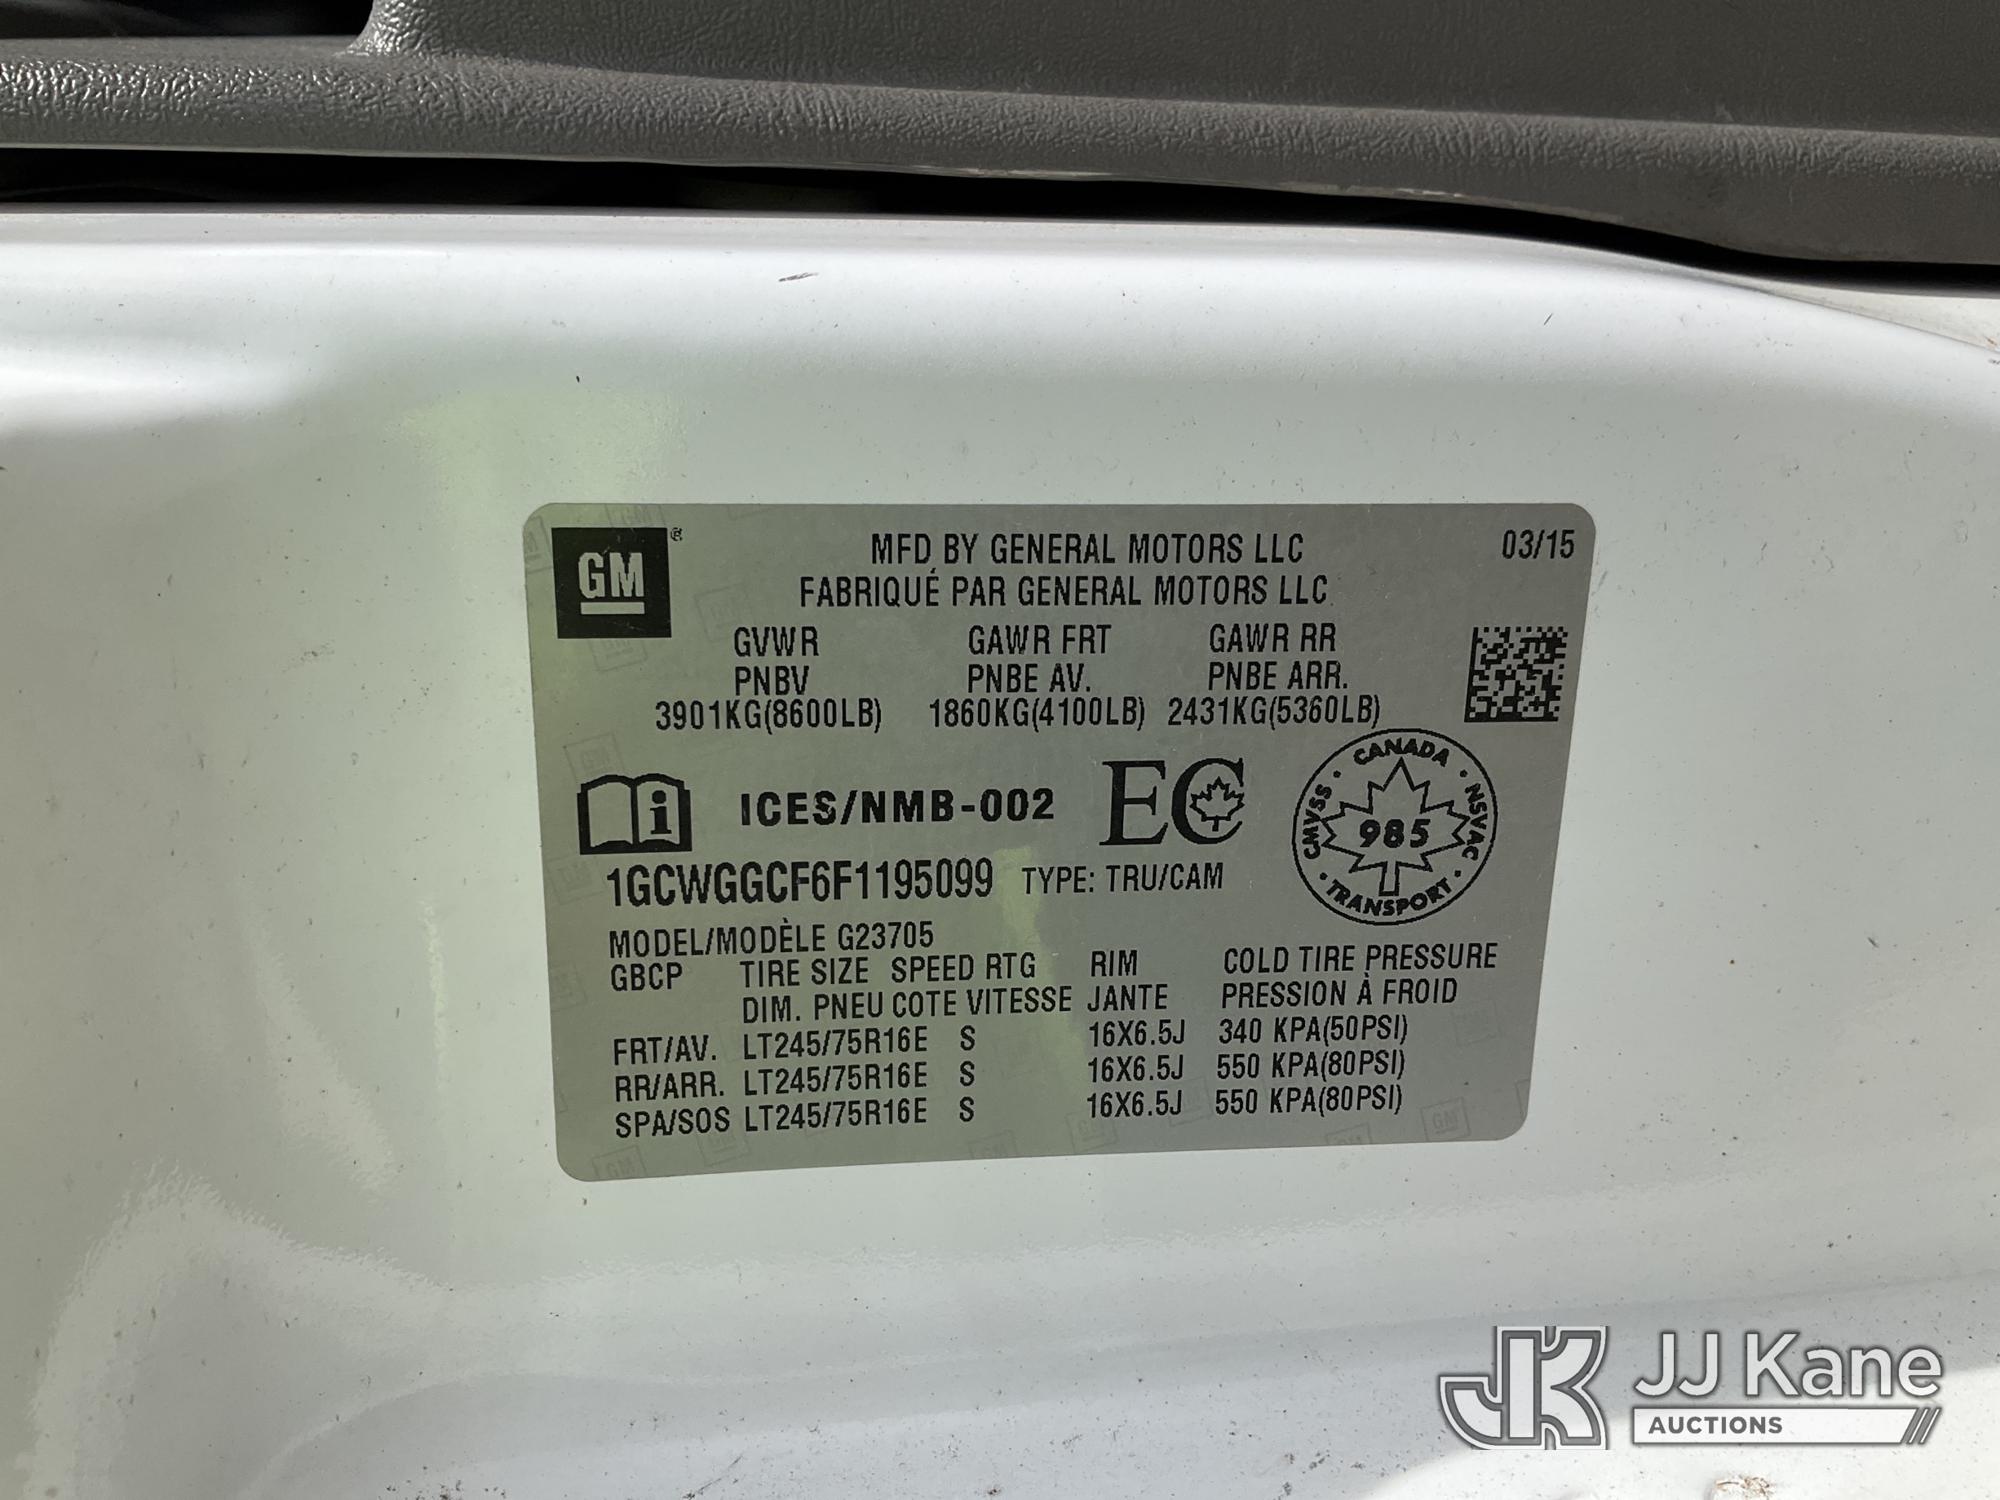 GM ®
MFD BY GENERAL MOTORS LLC
03/15
FABRIQUÉ PAR GENERAL MOTORS LLC
GVWR GAWR FRT GAWR RR
PNBV PNBE AV. PNBE ARR.
3901KG(8600LB) 1860KG(4100LB) 2431KG(5360LB)
i ICES/NMB-002 EC
CANADA
CMVSS 985 NSVAC
TRANSPORT
1GCWGGCF6F1195099 TYPE: TRU/CAM
MODEL/MODÈLE G23705
GBCP TIRE SIZE SPEED RTG RIM COLD TIRE PRESSURE
DIM. PNEU COTE VITESSE JANTE PRESSION À FROID
FRT/AV. LT245/75R16E S 16X6.5J 340 KPA(50PSI)
RR/ARR. LT245/75R16E S 16X6.5J 550 KPA(80PSI)
SPA/SOS LT245/75R16E S 16X6.5J 550 KPA(80PSI)
JK JJ Kane
AUCTIONS